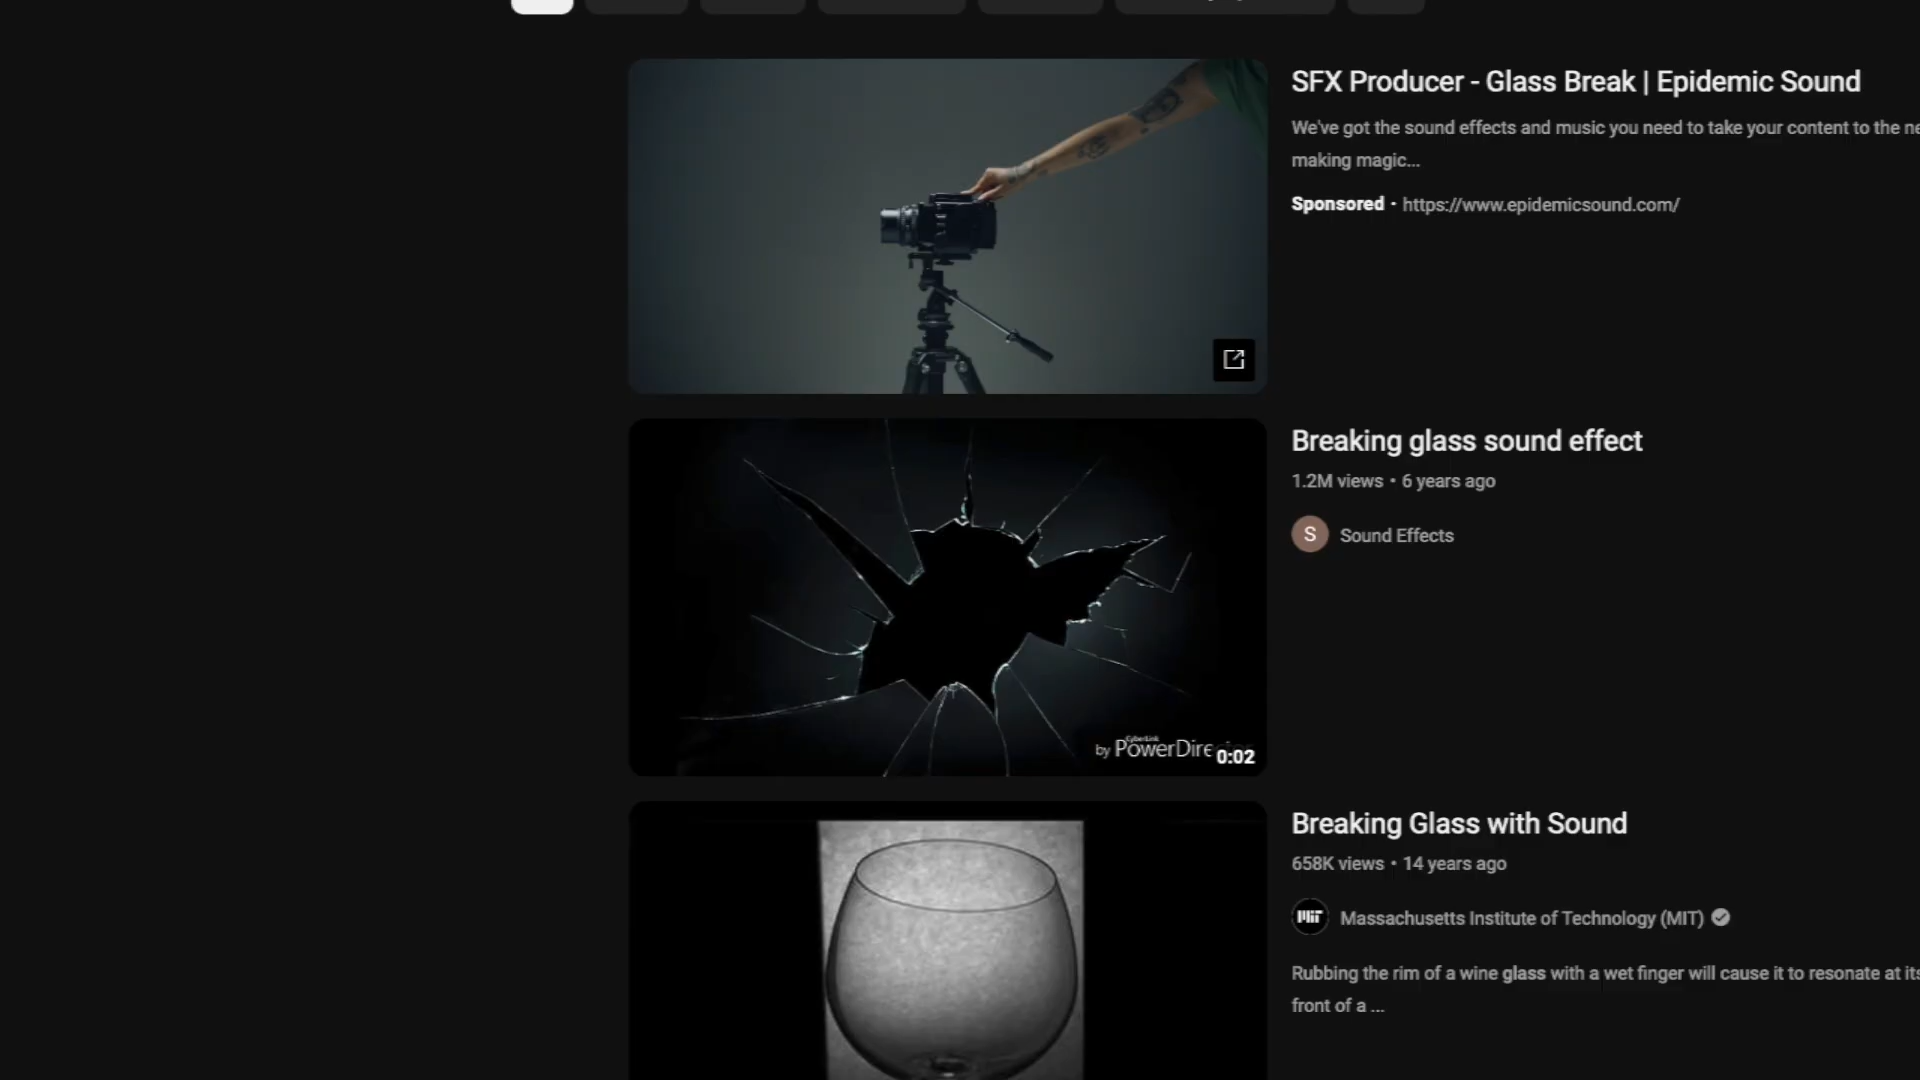 SFX Producer - Glass Break | Epidemic Sound
We've got the sound effects and music you need to take your content to the
making magic...
Sponsored • https://www.epidemicsound.com/
Breaking glass sound effect
1.2M views • 6 years ago
S
Sound Effects
CyberLink
by PowerDire
0:02
Breaking Glass with Sound
658K views • 14 years ago
MIT
Massachusetts Institute of Technology (MIT)
Rubbing the rim of a wine glass with a wet finger will cause it to resonate at its
front of a ...